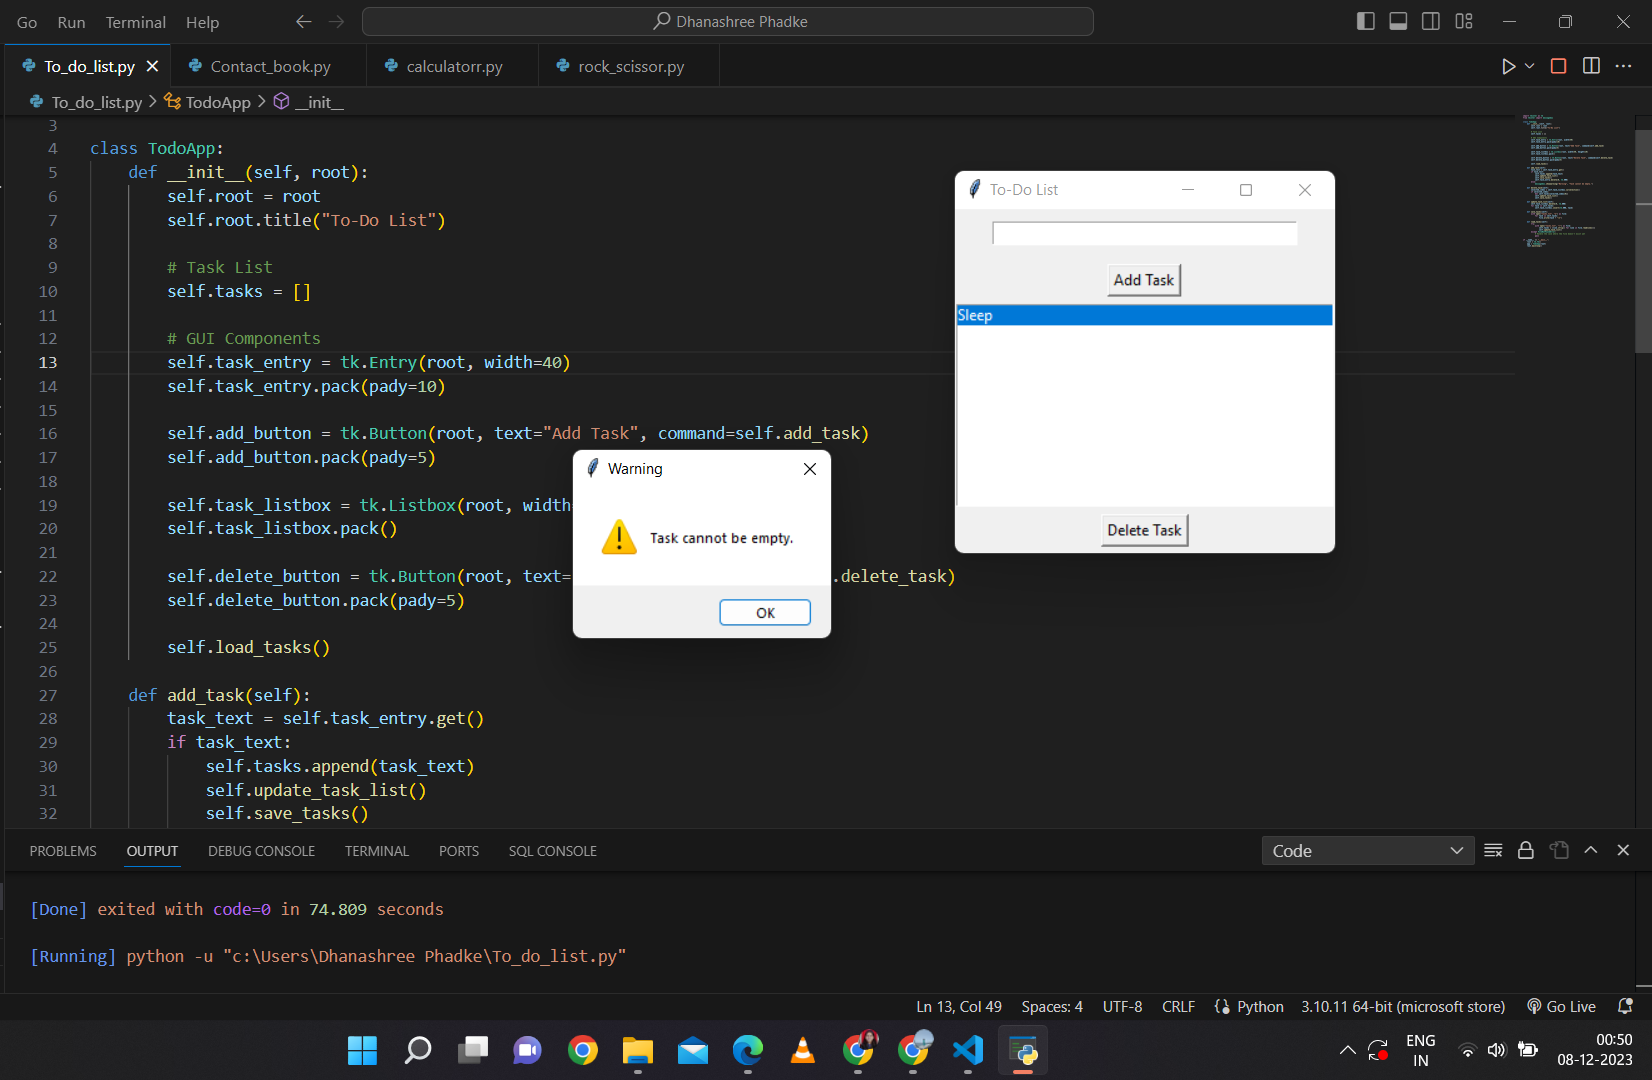 Go Run Terminal Help
Dhanashree Phadke
To_do_list.py
Contact_book.py
calculatorr.py
rock_scissor.py
To_do_list.py > TodoApp > __init__
3
4 class TodoApp:
5 def __init__(self, root):
6 self.root = root
7 self.root.title("To-Do List")
8
9 # Task List
10 self.tasks = []
11
12 # GUI Components
13 self.task_entry = tk.Entry(root, width=40)
14 self.task_entry.pack(pady=10)
15
16 self.add_button = tk.Button(root, text="Add Task", command=self.add_task)
17 self.add_button.pack(pady=5)
18
19 self.task_listbox = tk.Listbox(root, width
20 self.task_listbox.pack()
21
22 self.delete_button = tk.Button(root, text= .delete_task)
23 self.delete_button.pack(pady=5)
24
25 self.load_tasks()
26
27 def add_task(self):
28 task_text = self.task_entry.get()
29 if task_text:
30 self.tasks.append(task_text)
31 self.update_task_list()
32 self.save_tasks()
To-Do List
Add Task
Sleep
Delete Task
Warning
Task cannot be empty.
OK
PROBLEMS OUTPUT DEBUG CONSOLE TERMINAL PORTS SQL CONSOLE
Code
[Done] exited with code=0 in 74.809 seconds
[Running] python -u "c:\Users\Dhanashree Phadke\To_do_list.py"
Ln 13, Col 49 Spaces: 4 UTF-8 CRLF Python 3.10.11 64-bit (microsoft store) Go Live
ENG
IN
00:50
08-12-2023